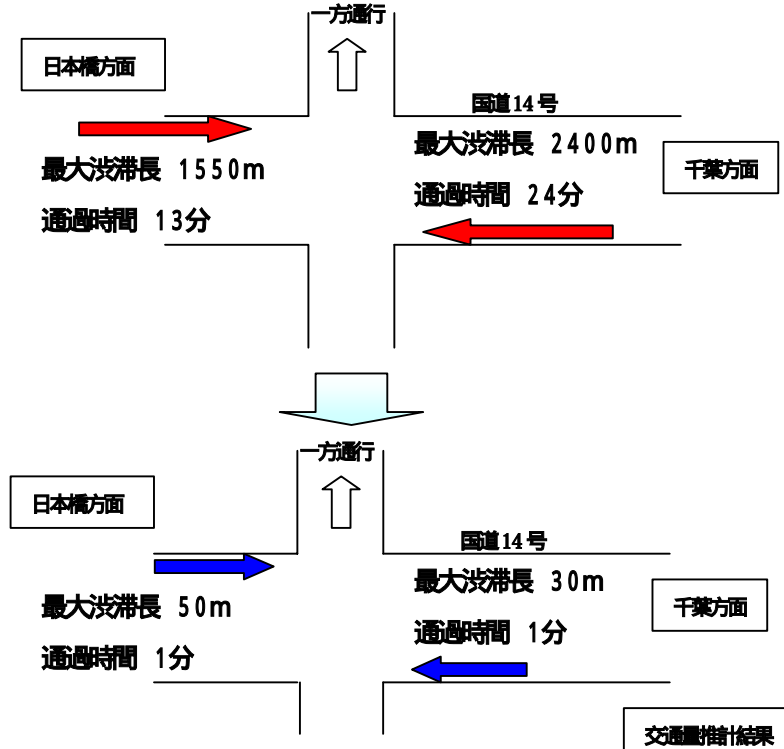 一方通行
日本橋方面
国道14号
最大渋滞長 1550m
通過時間 13分
最大渋滞長 2400m
通過時間 24分
千葉方面
一方通行
日本橋方面
国道14号
最大渋滞長 50m
通過時間 1分
最大渋滞長 30m
通過時間 1分
千葉方面
交通量推計結果